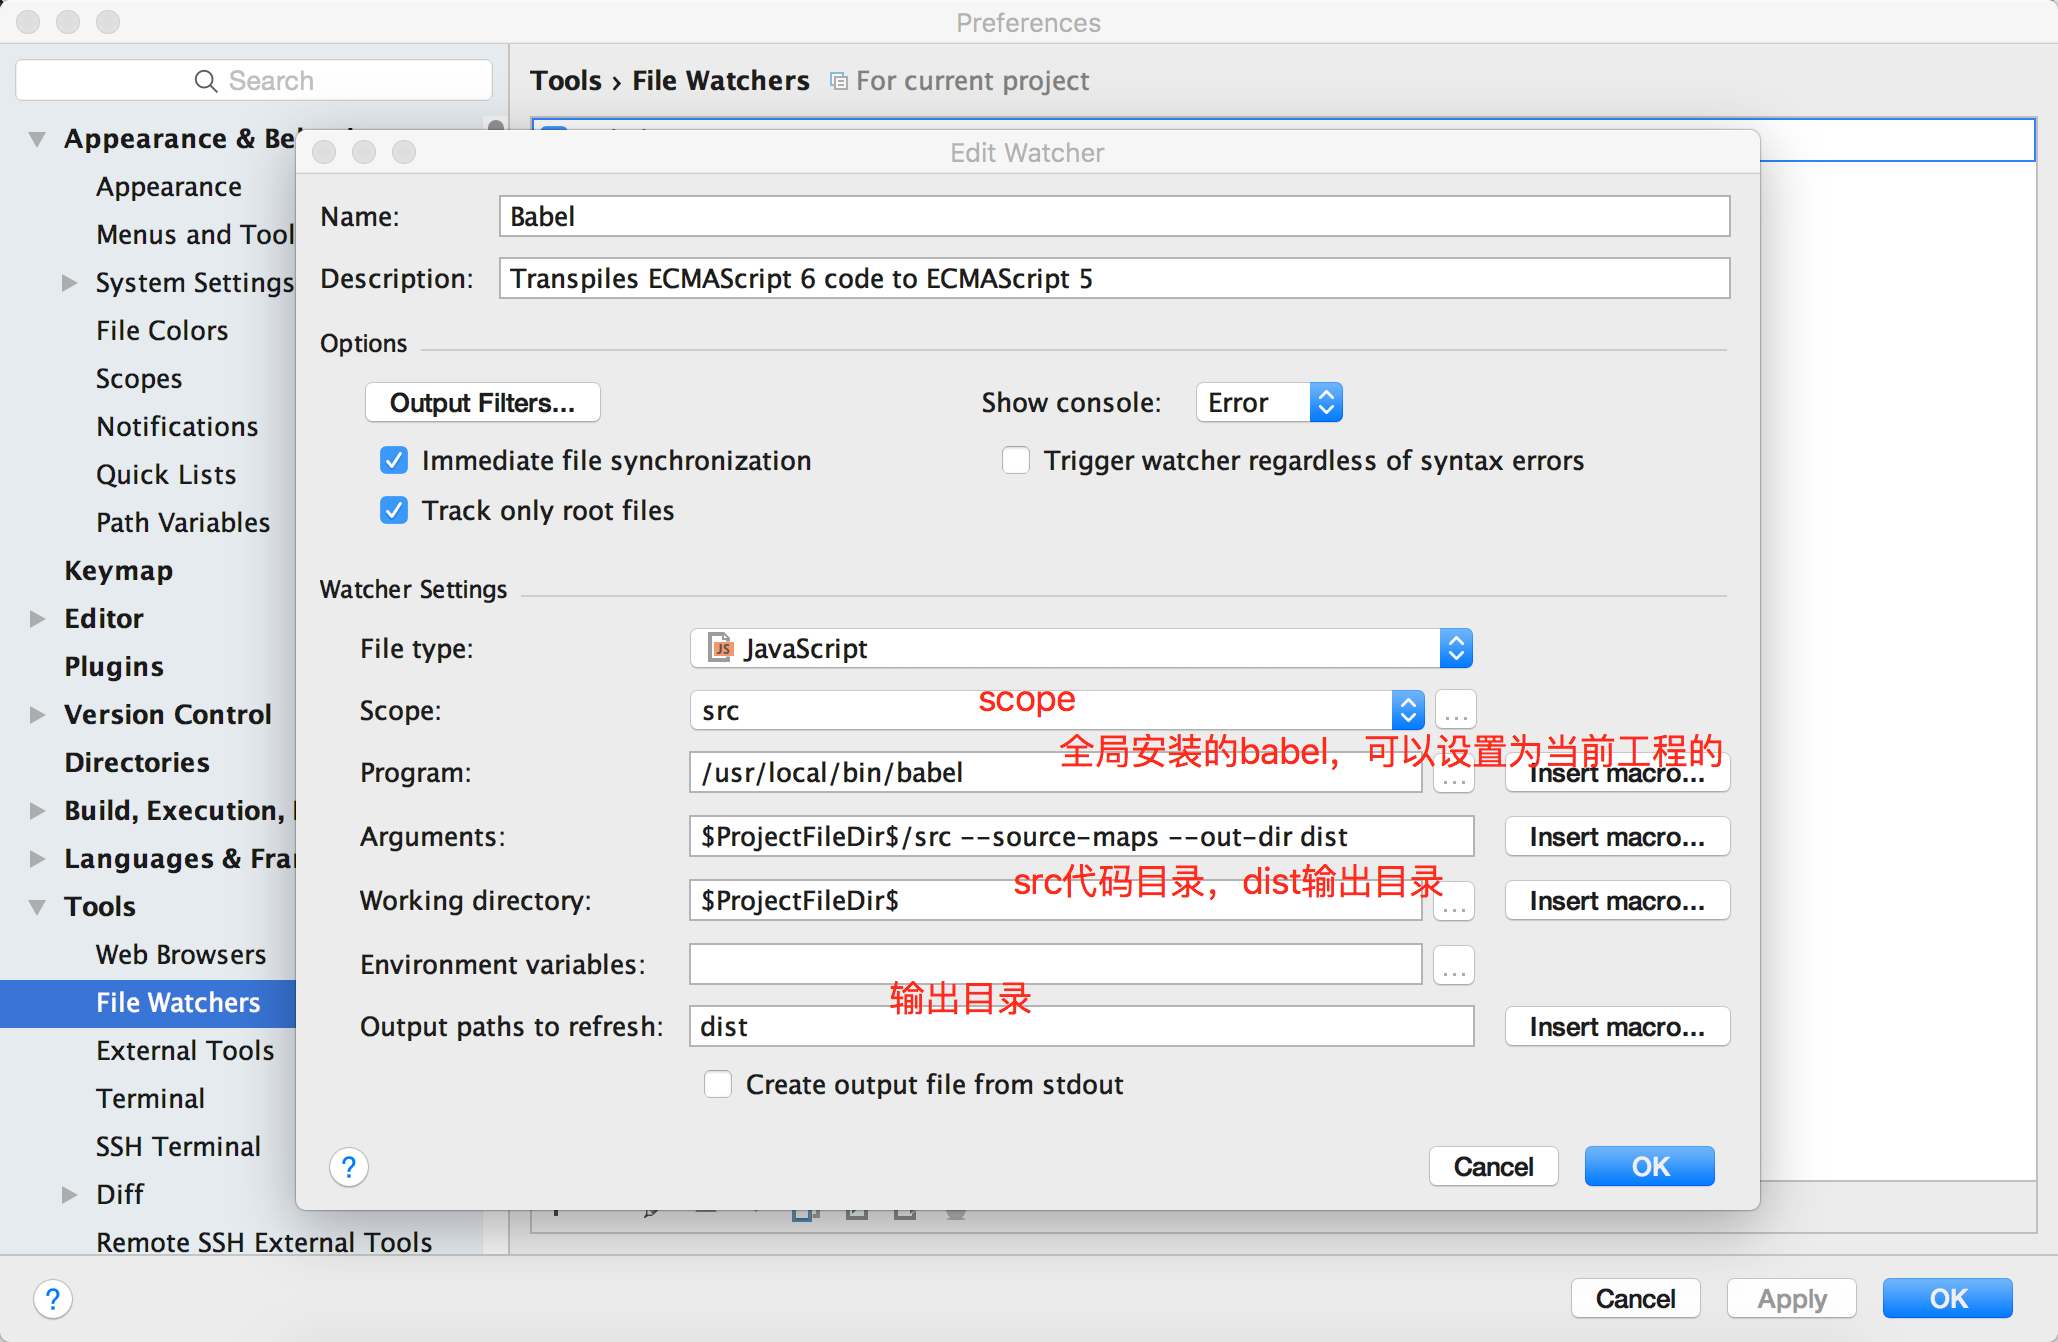 Preferences
Search
Tools › File Watchers For current project
Appearance & Be
Appearance
Menus and Tool
System Settings
File Colors
Scopes
Notifications
Quick Lists
Path Variables
Keymap
Editor
Plugins
Version Control
Directories
Build, Execution,
Languages & Fra
Tools
Web Browsers
File Watchers
External Tools
Terminal
SSH Terminal
Diff
Remote SSH External Tools
Edit Watcher
Name: Babel
Description: Transpiles ECMAScript 6 code to ECMAScript 5
Options
Output Filters... Show console: Error
Immediate file synchronization Trigger watcher regardless of syntax errors
Track only root files
Watcher Settings
File type: JS JavaScript
scope
Scope: src ...
全局安装的babel，可以设置为当前工程的
Program: /usr/local/bin/babel ... Insert macro...
Arguments: $ProjectFileDir$/src --source-maps --out-dir dist Insert macro...
src代码目录，dist输出目录
Working directory: $ProjectFileDir$ ... Insert macro...
Environment variables: ...
输出目录
Output paths to refresh: dist Insert macro...
Create output file from stdout
? Cancel OK
? Cancel Apply OK